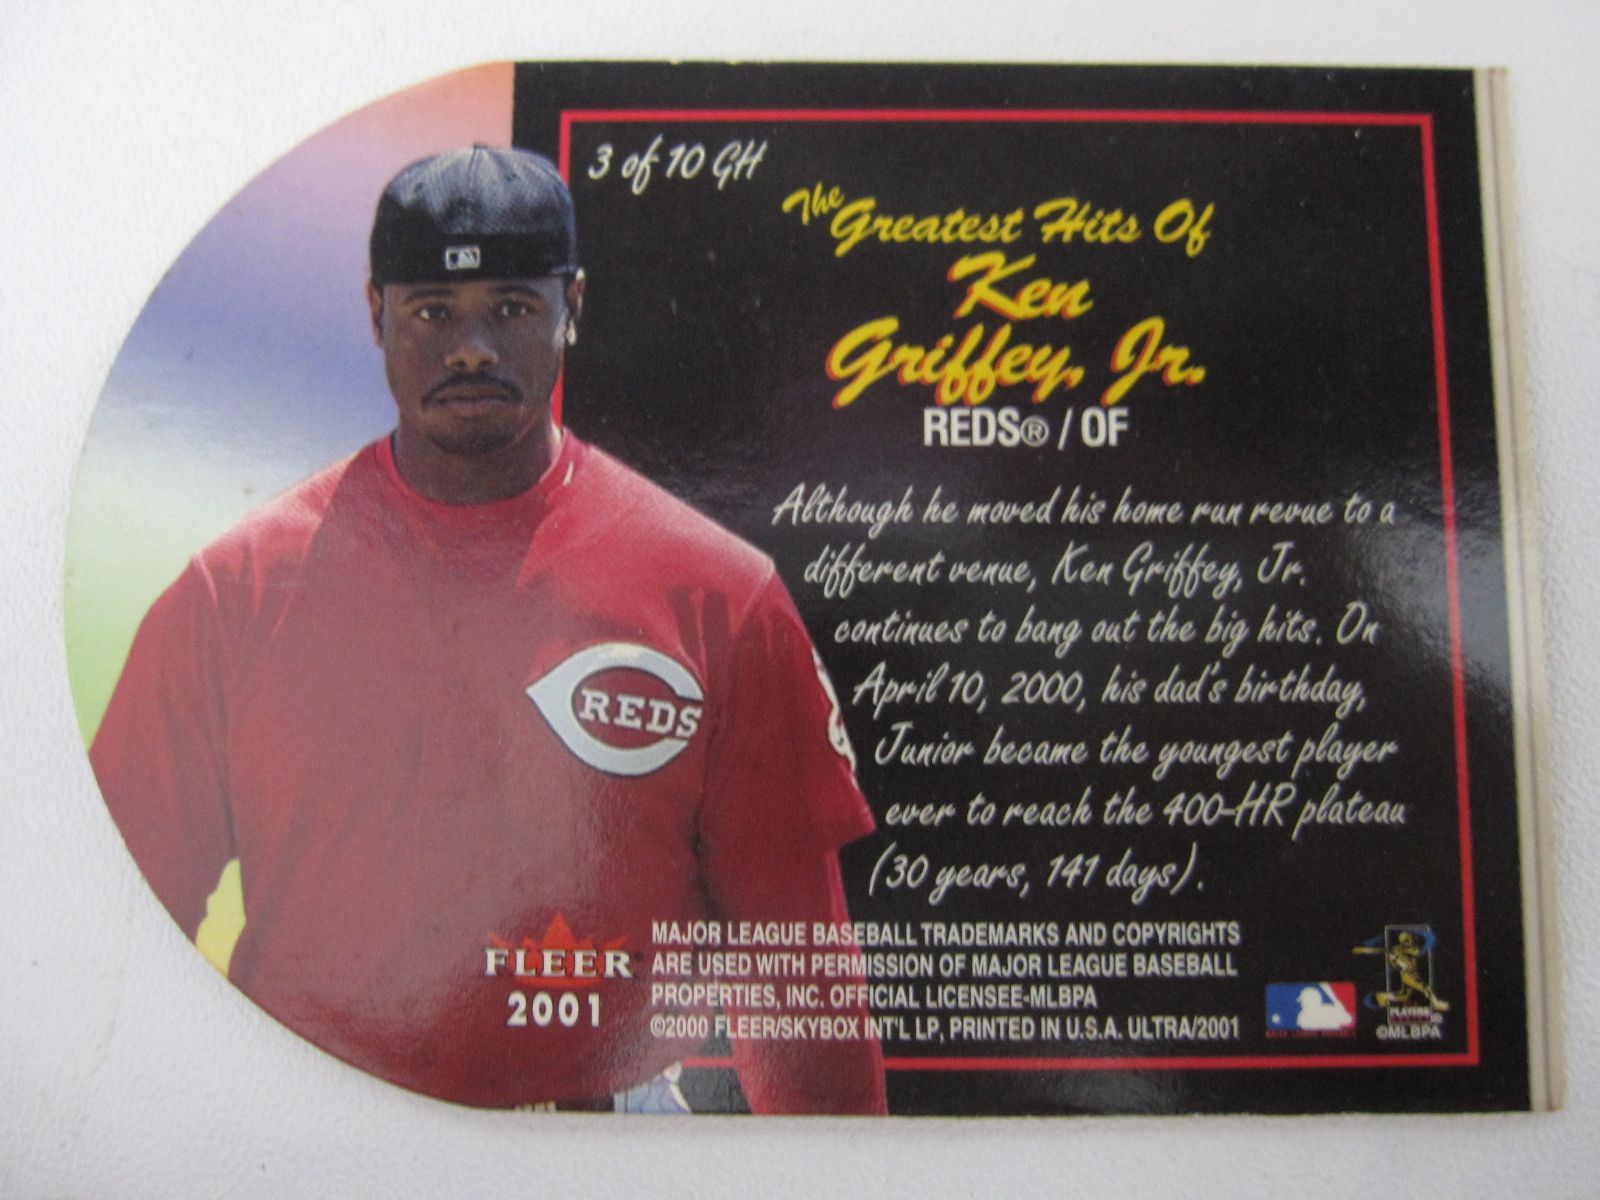 3 of 10 GH
The Greatest Hits Of
Ken
Griffey, Jr.
REDS® / OF
Although he moved his home run revue to a
different venue, Ken Griffey, Jr.
continues to bang out the big hits. On
April 10, 2000, his dad's birthday,
Junior became the youngest player
ever to reach the 400-HR plateau
(30 years, 141 days).
REDS
FLEER
2001
MAJOR LEAGUE BASEBALL TRADEMARKS AND COPYRIGHTS
ARE USED WITH PERMISSION OF MAJOR LEAGUE BASEBALL
PROPERTIES, INC. OFFICIAL LICENSEE-MLBPA
©2000 FLEER/SKYBOX INT'L LP, PRINTED IN U.S.A. ULTRA/2001
PLAYERS
©MLBPA